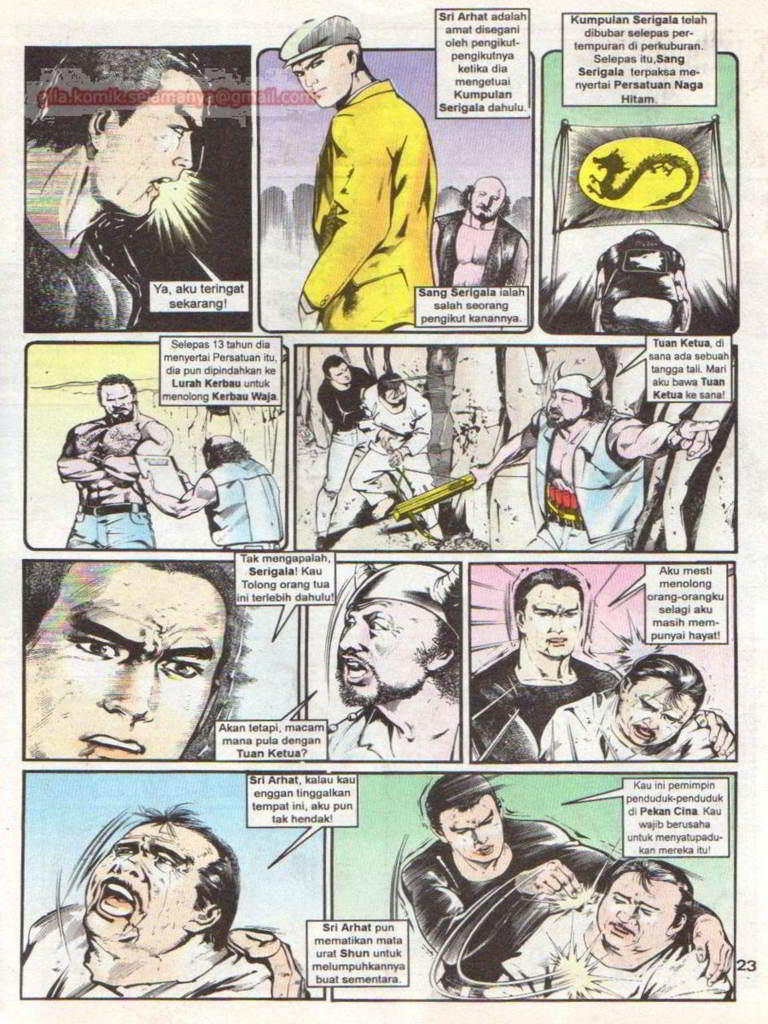 gila.komik.selamanya@gmail.com
Ya, aku teringat
sekarang!
Sri Arhat adalah
amat disegani
oleh pengikut-
pengikutnya
ketika dia
mengetuai
Kumpulan
Serigala dahulu.
Sang Serigala ialah
salah seorang
pengikut kanannya.
Kumpulan Serigala telah
dibubar selepas per-
tempuran di perkuburan.
Selepas itu,Sang
Serigala terpaksa me-
nyertai Persatuan Naga
Hitam.
Selepas 13 tahun dia
menyertai Persatuan itu,
dia pun dipindahkan ke
Lurah Kerbau untuk
menolong Kerbau Waja.
Tuan Ketua, di
sana ada sebuah
tangga tali. Mari
aku bawa Tuan
Ketua ke sana!
Tak mengapalah,
Serigala! Kau
Tolong orang tua
ini terlebih dahulu!
Akan tetapi, macam
mana pula dengan
Tuan Ketua?
Aku mesti
menolong
orang-orangku
selagi aku
masih mem-
punyai hayat!
Sri Arhat, kalau kau
enggan tinggalkan
tempat ini, aku pun
tak hendak!
Sri Arhat pun
mematikan mata
urat Shun untuk
melumpuhkannya
buat sementara.
Kau ini pemimpin
penduduk-penduduk
di Pekan Cina. Kau
wajib berusaha
untuk menyatupadu-
kan mereka itu!
23